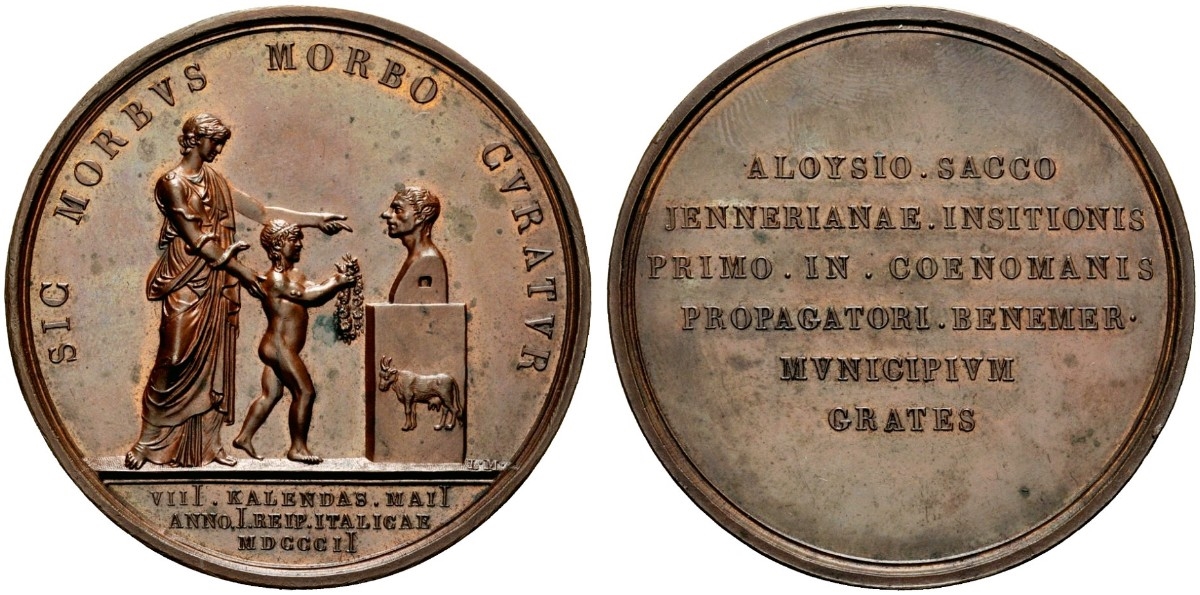 SIC MORBVS MORBO CVRATVR
L·M·
VIII. KALENDAS. MAII
ANNO. I. REIP. ITALICAE
MDCCCII
ALOYSIO. SACCO
JENNERIANAE. INSITIONIS
PRIMO. IN. COENOMANIS
PROPAGATORI. BENEMER.
MVNICIPIVM
GRATES